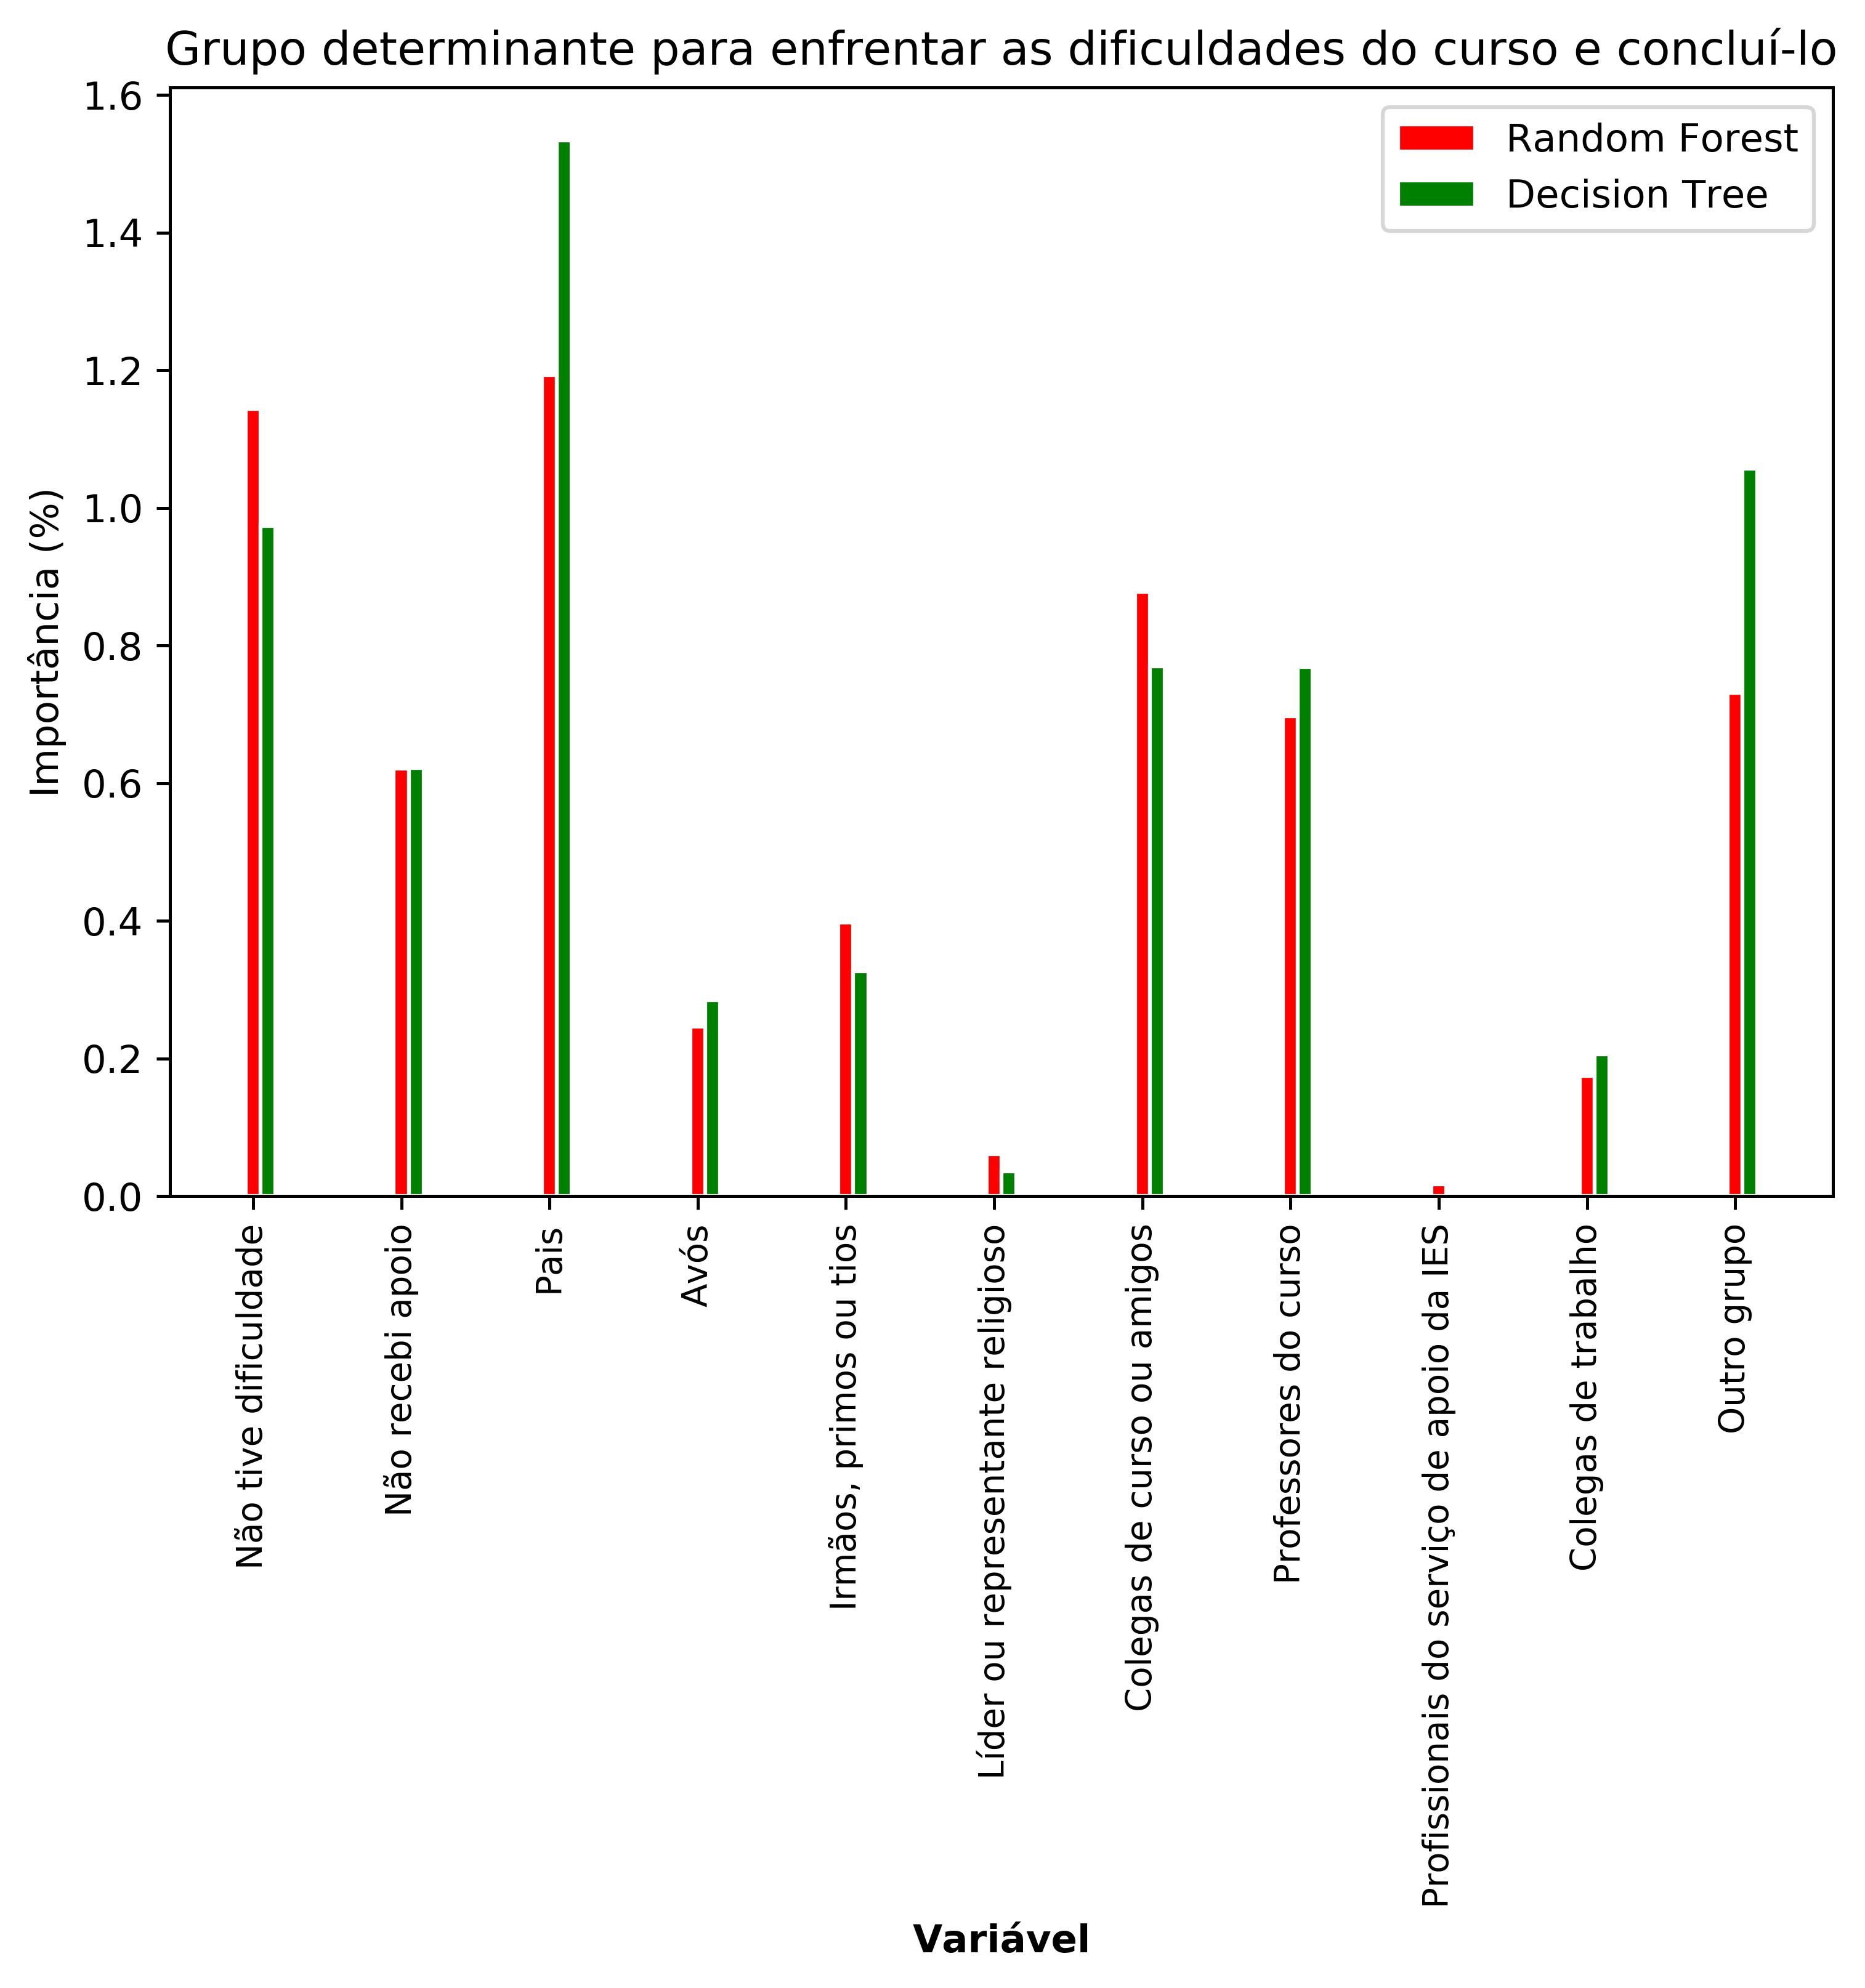 Grupo determinante para enfrentar as dificuldades do curso e concluí-lo
Random Forest
Decision Tree
Importância (%)
1.6
1.4
1.2
1.0
0.8
0.6
0.4
0.2
0.0
Não tive dificuldade
Não recebi apoio
Pais
Avós
Irmãos, primos ou tios
Líder ou representante religioso
Colegas de curso ou amigos
Professores do curso
Profissionais do serviço de apoio da IES
Colegas de trabalho
Outro grupo
Variável